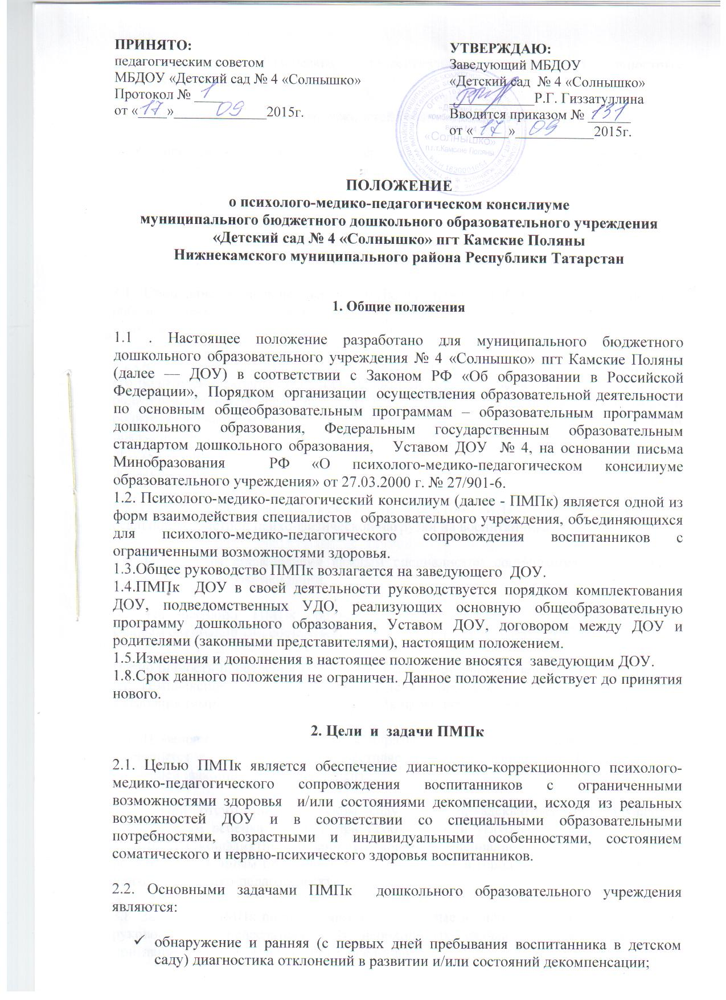 ПРИНЯТО:
педагогическим советом
МБДОУ «Детский сад № 4 «Солнышко»
Протокол № 1
от «17» 09 2015г.
УТВЕРЖДАЮ:
Заведующий МБДОУ
«Детский сад № 4 «Солнышко»
Р.Г. Гиззатуллина
Вводится приказом № 131
от «17» 09 2015г.
«Солнышко»
п.г.т.Камские Поляны
ПОЛОЖЕНИЕ
о психолого-медико-педагогическом консилиуме
муниципального бюджетного дошкольного образовательного учреждения
«Детский сад № 4 «Солнышко» пгт Камские Поляны
Нижнекамского муниципального района Республики Татарстан
1. Общие положения
1.1 . Настоящее положение разработано для муниципального бюджетного
дошкольного образовательного учреждения № 4 «Солнышко» пгт Камские Поляны
(далее — ДОУ) в соответствии с Законом РФ «Об образовании в Российской
Федерации», Порядком организации осуществления образовательной деятельности
по основным общеобразовательным программам – образовательным программам
дошкольного образования, Федеральным государственным образовательным
стандартом дошкольного образования, Уставом ДОУ № 4, на основании письма
Минобразования РФ «О психолого-медико-педагогическом консилиуме
образовательного учреждения» от 27.03.2000 г. № 27/901-6.
1.2. Психолого-медико-педагогический консилиум (далее - ПМПк) является одной из
форм взаимодействия специалистов образовательного учреждения, объединяющихся
для психолого-медико-педагогического сопровождения воспитанников с
ограниченными возможностями здоровья.
1.3.Общее руководство ПМПк возлагается на заведующего ДОУ.
1.4.ПМПк ДОУ в своей деятельности руководствуется порядком комплектования
ДОУ, подведомственных УДО, реализующих основную общеобразовательную
программу дошкольного образования, Уставом ДОУ, договором между ДОУ и
родителями (законными представителями), настоящим положением.
1.5.Изменения и дополнения в настоящее положение вносятся заведующим ДОУ.
1.8.Срок данного положения не ограничен. Данное положение действует до принятия
нового.
2. Цели и задачи ПМПк
2.1. Целью ПМПк является обеспечение диагностико-коррекционного психолого-
медико-педагогического сопровождения воспитанников с ограниченными
возможностями здоровья и/или состояниями декомпенсации, исходя из реальных
возможностей ДОУ и в соответствии со специальными образовательными
потребностями, возрастными и индивидуальными особенностями, состоянием
соматического и нервно-психического здоровья воспитанников.
2.2. Основными задачами ПМПк дошкольного образовательного учреждения
являются:
✓ обнаружение и ранняя (с первых дней пребывания воспитанника в детском
саду) диагностика отклонений в развитии и/или состояний декомпенсации;